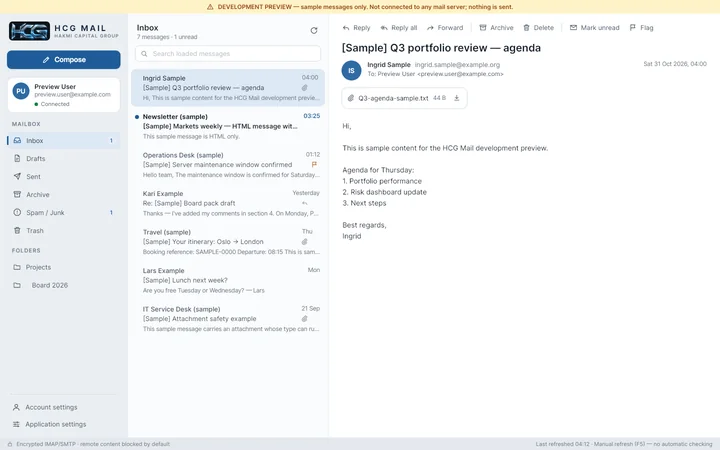 DEVELOPMENT PREVIEW — sample messages only. Not connected to any mail server; nothing is sent.
HCG MAIL
HAKMI CAPITAL GROUP
Compose
PU
Preview User
preview.user@example.com
Connected
MAILBOX
Inbox 1
Drafts
Sent
Archive
Spam / Junk 1
Trash
FOLDERS
Projects
Board 2026
Account settings
Application settings
Inbox
7 messages · 1 unread
Search loaded messages
Ingrid Sample 04:00
[Sample] Q3 portfolio review — agenda
Hi, This is sample content for the HCG Mail development previe...
Newsletter (sample) 03:25
[Sample] Markets weekly — HTML message wit...
This sample message is HTML only.
Operations Desk (sample) 01:12
[Sample] Server maintenance window confirmed
Hello team, The maintenance window is confirmed for Saturday...
Kari Example Yesterday
Re: [Sample] Board pack draft
Thanks — I've added my comments in section 4. On Monday, P...
Travel (sample) Thu
[Sample] Your itinerary: Oslo → London
Booking reference: SAMPLE-0000 Departure: 08:15 This is sam...
Lars Example Mon
[Sample] Lunch next week?
Are you free Tuesday or Wednesday? — Lars
IT Service Desk (sample) 21 Sep
[Sample] Attachment safety example
This sample message carries an attachment whose type can ru...
Reply Reply all Forward Archive Delete Mark unread Flag
[Sample] Q3 portfolio review — agenda
IS
Ingrid Sample ingrid.sample@example.org Sat 31 Oct 2026, 04:00
To: Preview User <preview.user@example.com>
Q3-agenda-sample.txt 44 B
Hi,
This is sample content for the HCG Mail development preview.
Agenda for Thursday:
1. Portfolio performance
2. Risk dashboard update
3. Next steps
Best regards,
Ingrid
Encrypted IMAP/SMTP · remote content blocked by default
Last refreshed 04:12 · Manual refresh (F5) — no automatic checking